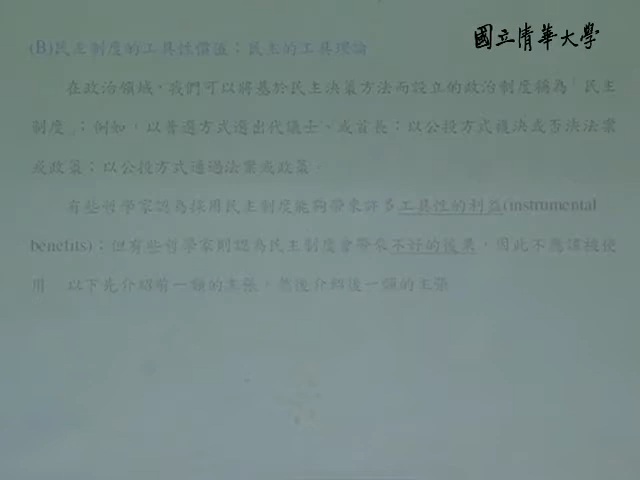 國立清華大學
(B)民主制度的工具性價值：民主的工具理論
在政治領域，我們可以將基於民主決策方法而設立的政治制度稱為「民主
制度」；例如，以普選方式選出代議士、或首長；以公投方式複決或否決法案
或政策；以公投方式通過法案或政策。
有些哲學家認為採用民主制度能夠帶來許多工具性的利益(instrumental
benefits)；但有些哲學家則認為民主制度會帶來不好的後果，因此不應該被使
用。以下先介紹前一類的主張，然後介紹後一類的主張。